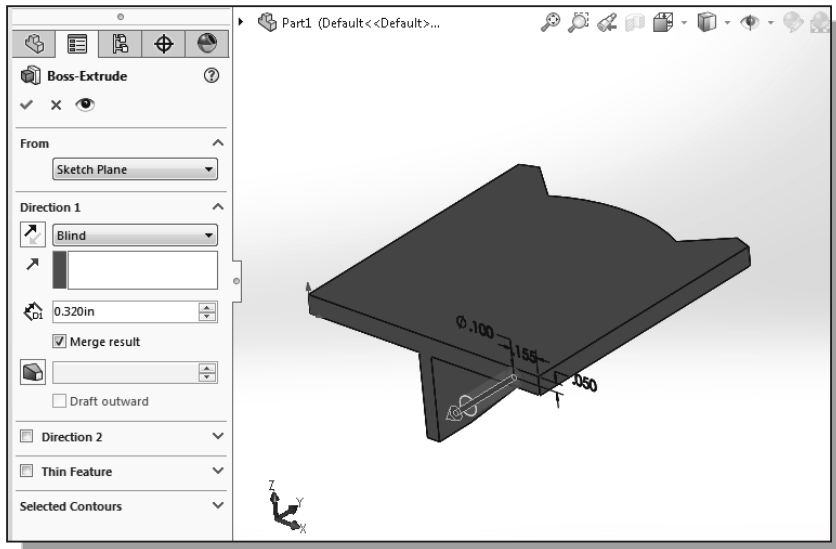 Part1 (Default<<Default>...
Boss-Extrude
From
Sketch Plane
Direction 1
Blind
D1
0.320in
Merge result
Draft outward
Direction 2
Thin Feature
Selected Contours
Ø.100
.155
.050
Z
Y
X